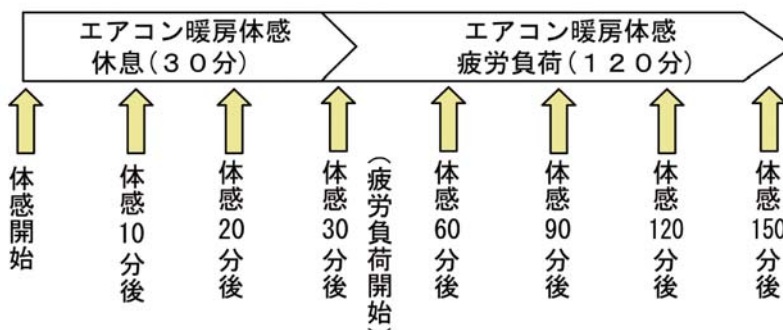 エアコン暖房体感
休息（３０分）
エアコン暖房体感
疲労負荷（１２０分）
体感開始
体感10分後
体感20分後
体感30分後
（疲労負荷開始）
体感60分後
体感90分後
体感120分後
体感150分後